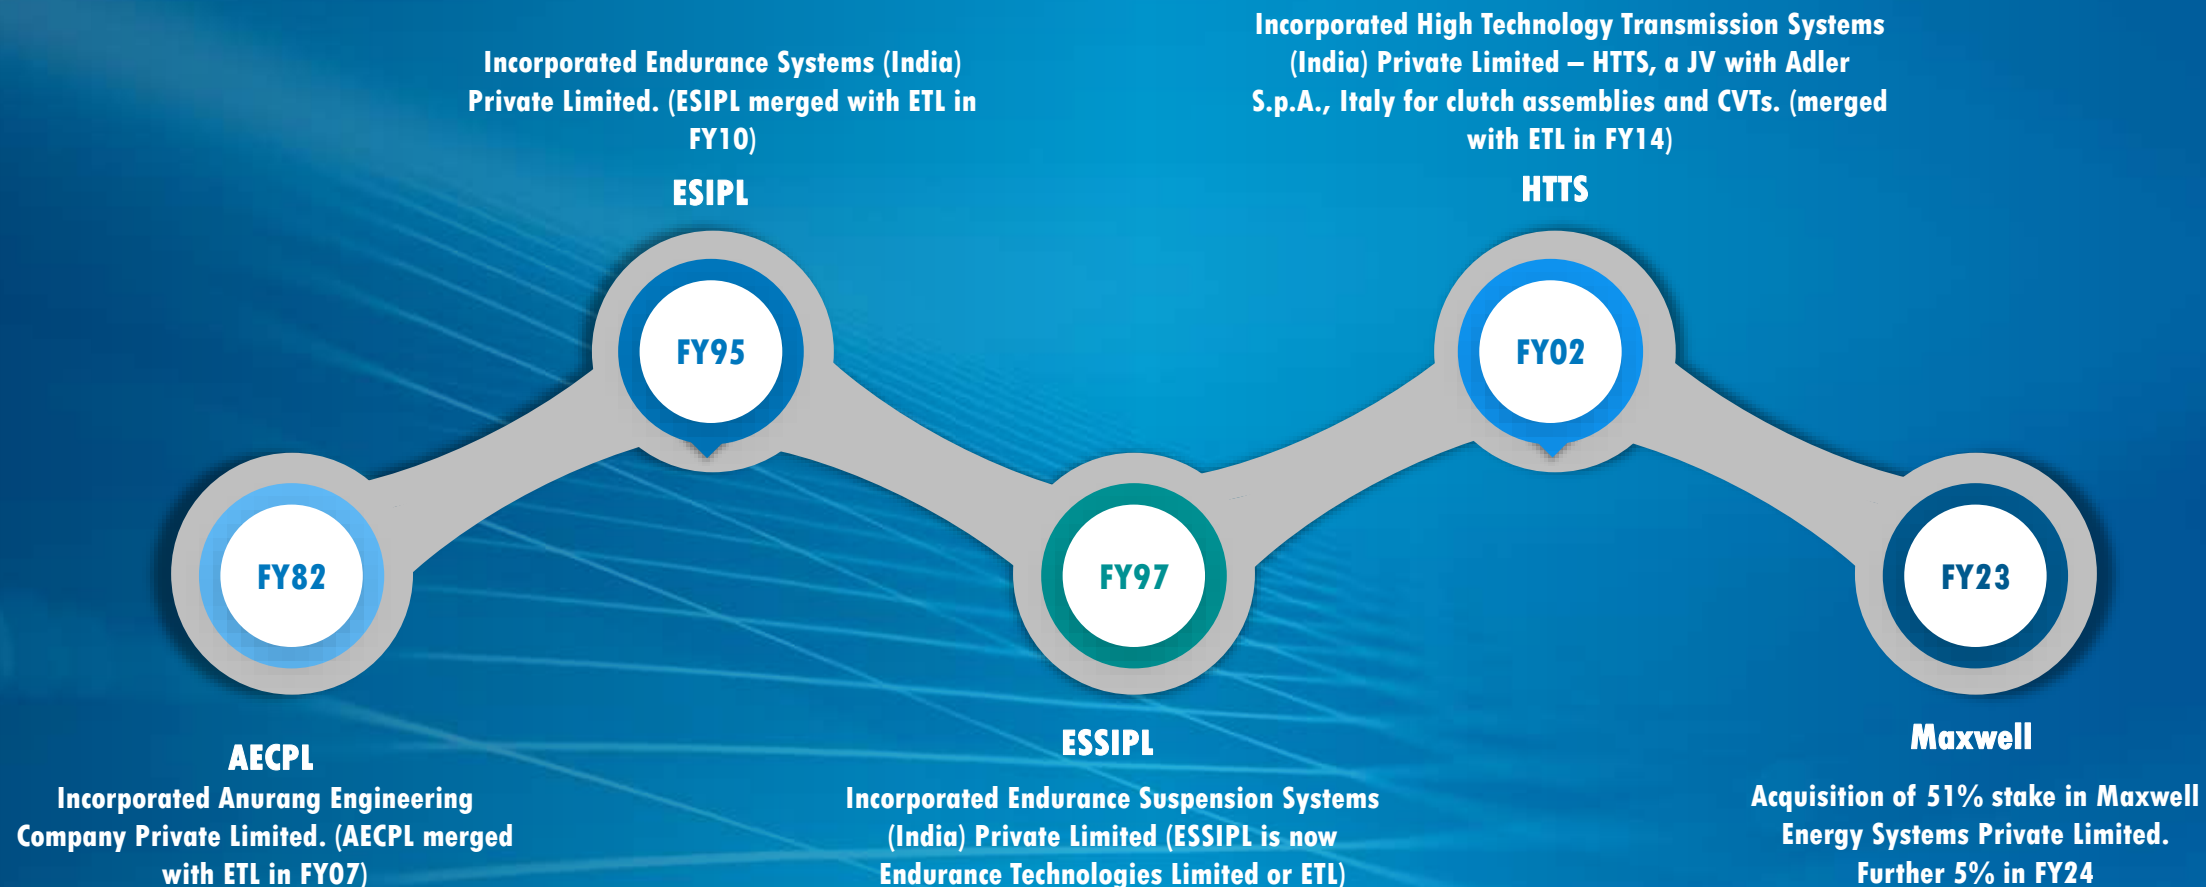 Incorporated Endurance Systems (India)
Private Limited. (ESIPL merged with ETL in
FY10)
ESIPL
Incorporated High Technology Transmission Systems
(India) Private Limited – HTTS, a JV with Adler
S.p.A., Italy for clutch assemblies and CVTs. (merged
with ETL in FY14)
HTTS
FY95
FY02
FY82
FY97
FY23
AECPL
Incorporated Anurang Engineering
Company Private Limited. (AECPL merged
with ETL in FY07)
ESSIPL
Incorporated Endurance Suspension Systems
(India) Private Limited (ESSIPL is now
Endurance Technologies Limited or ETL)
Maxwell
Acquisition of 51% stake in Maxwell
Energy Systems Private Limited.
Further 5% in FY24